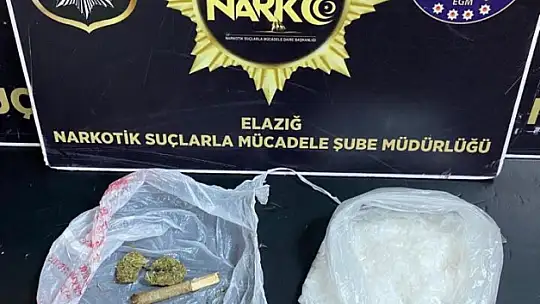 NARKO
NARKOTİK SUÇLARLA MÜCADELE DAİRE BAŞKANLIĞI
EGM
ELAZIĞ
NARKOTİK SUÇLARLA MÜCADELE ŞUBE MÜDÜRLÜĞÜ